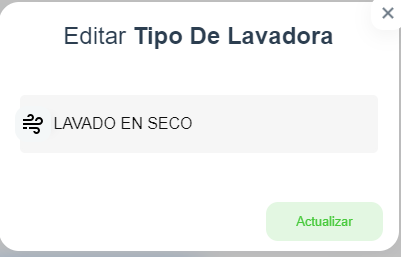 Editar Tipo De Lavadora
LAVADO EN SECO
Actualizar